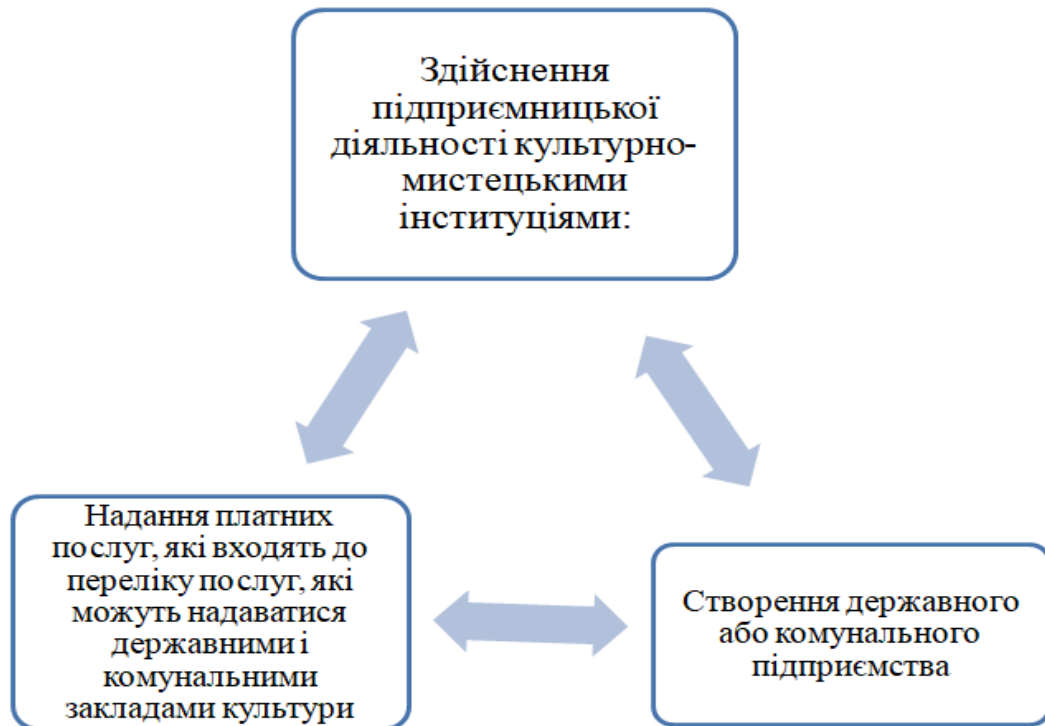 Здійснення
підприємницької
діяльності культурно-
мистецькими
інституціями:
Надання платних
послуг, які входять до
переліку послуг, які
можуть надаватися
державними і
комунальними
закладами культури
Створення державного
або комунального
підприємства